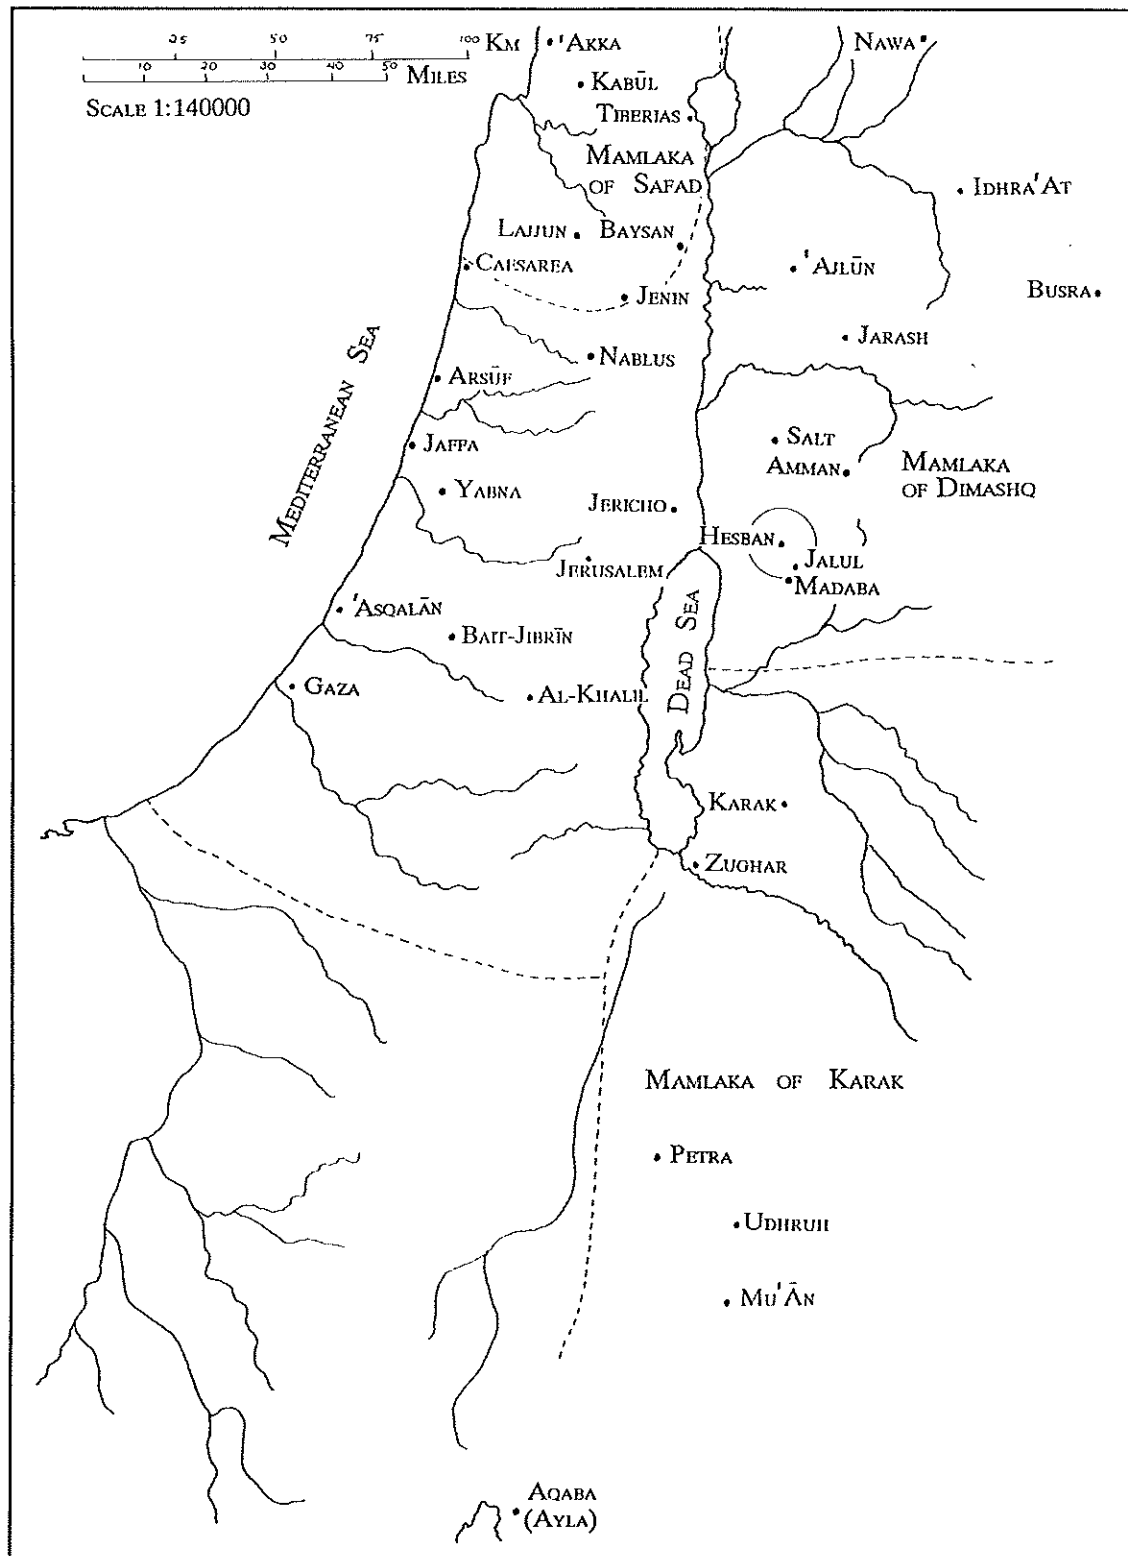 25 50 75 100 Km
10 20 30 40 50 Miles
Scale 1:140000
'Akka
Nawa
Kabūl
Tiberias
Mamlaka
of Safad
Idhra'At
Lajjun
Baysan
Caesarea
'Ajlūn
Busra
Jenin
Jarash
Nablus
Mediterranean Sea
Arsūf
Jaffa
Salt
Amman
Mamlaka
of Dimashq
Yabna
Jericho
Hesban
Jerusalem
Jalul
Madaba
'Asqalān
Bait-Jibrīn
Dead Sea
Gaza
Al-Khalil
Karak
Zughar
Mamlaka of Karak
Petra
Udhruh
Mu'Ān
Aqaba
(Ayla)